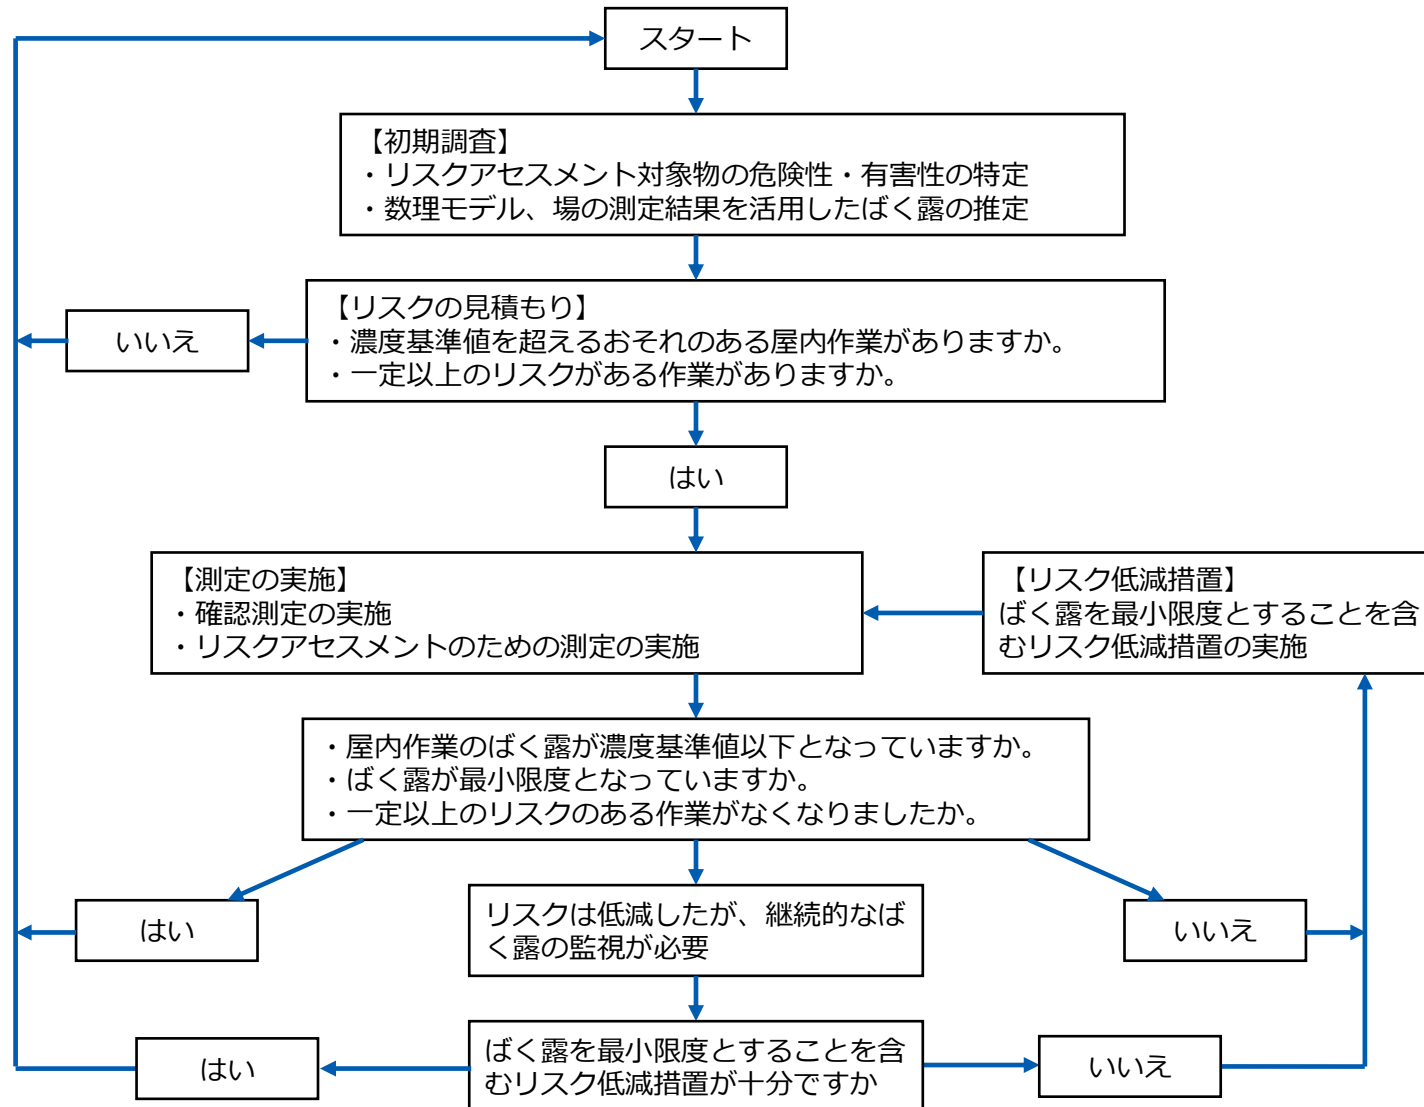 スタート
【初期調査】
・リスクアセスメント対象物の危険性・有害性の特定
・数理モデル、場の測定結果を活用したばく露の推定
いいえ
【リスクの見積もり】
・濃度基準値を超えるおそれのある屋内作業がありますか。
・一定以上のリスクがある作業がありますか。
はい
【測定の実施】
・確認測定の実施
・リスクアセスメントのための測定の実施
【リスク低減措置】
ばく露を最小限度とすることを含
むリスク低減措置の実施
・屋内作業のばく露が濃度基準値以下となっていますか。
・ばく露が最小限度となっていますか。
・一定以上のリスクのある作業がなくなりましたか。
はい
リスクは低減したが、継続的なば
く露の監視が必要
いいえ
はい
ばく露を最小限度とすることを含
むリスク低減措置が十分ですか
いいえ